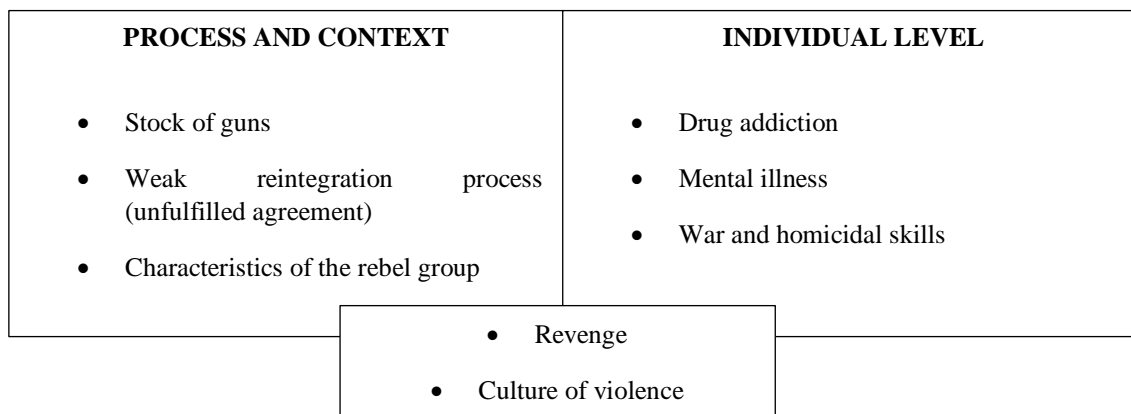 PROCESS AND CONTEXT
• Stock of guns
• Weak reintegration process
(unfulfilled agreement)
• Characteristics of the rebel group
INDIVIDUAL LEVEL
• Drug addiction
• Mental illness
• War and homicidal skills
• Revenge
• Culture of violence